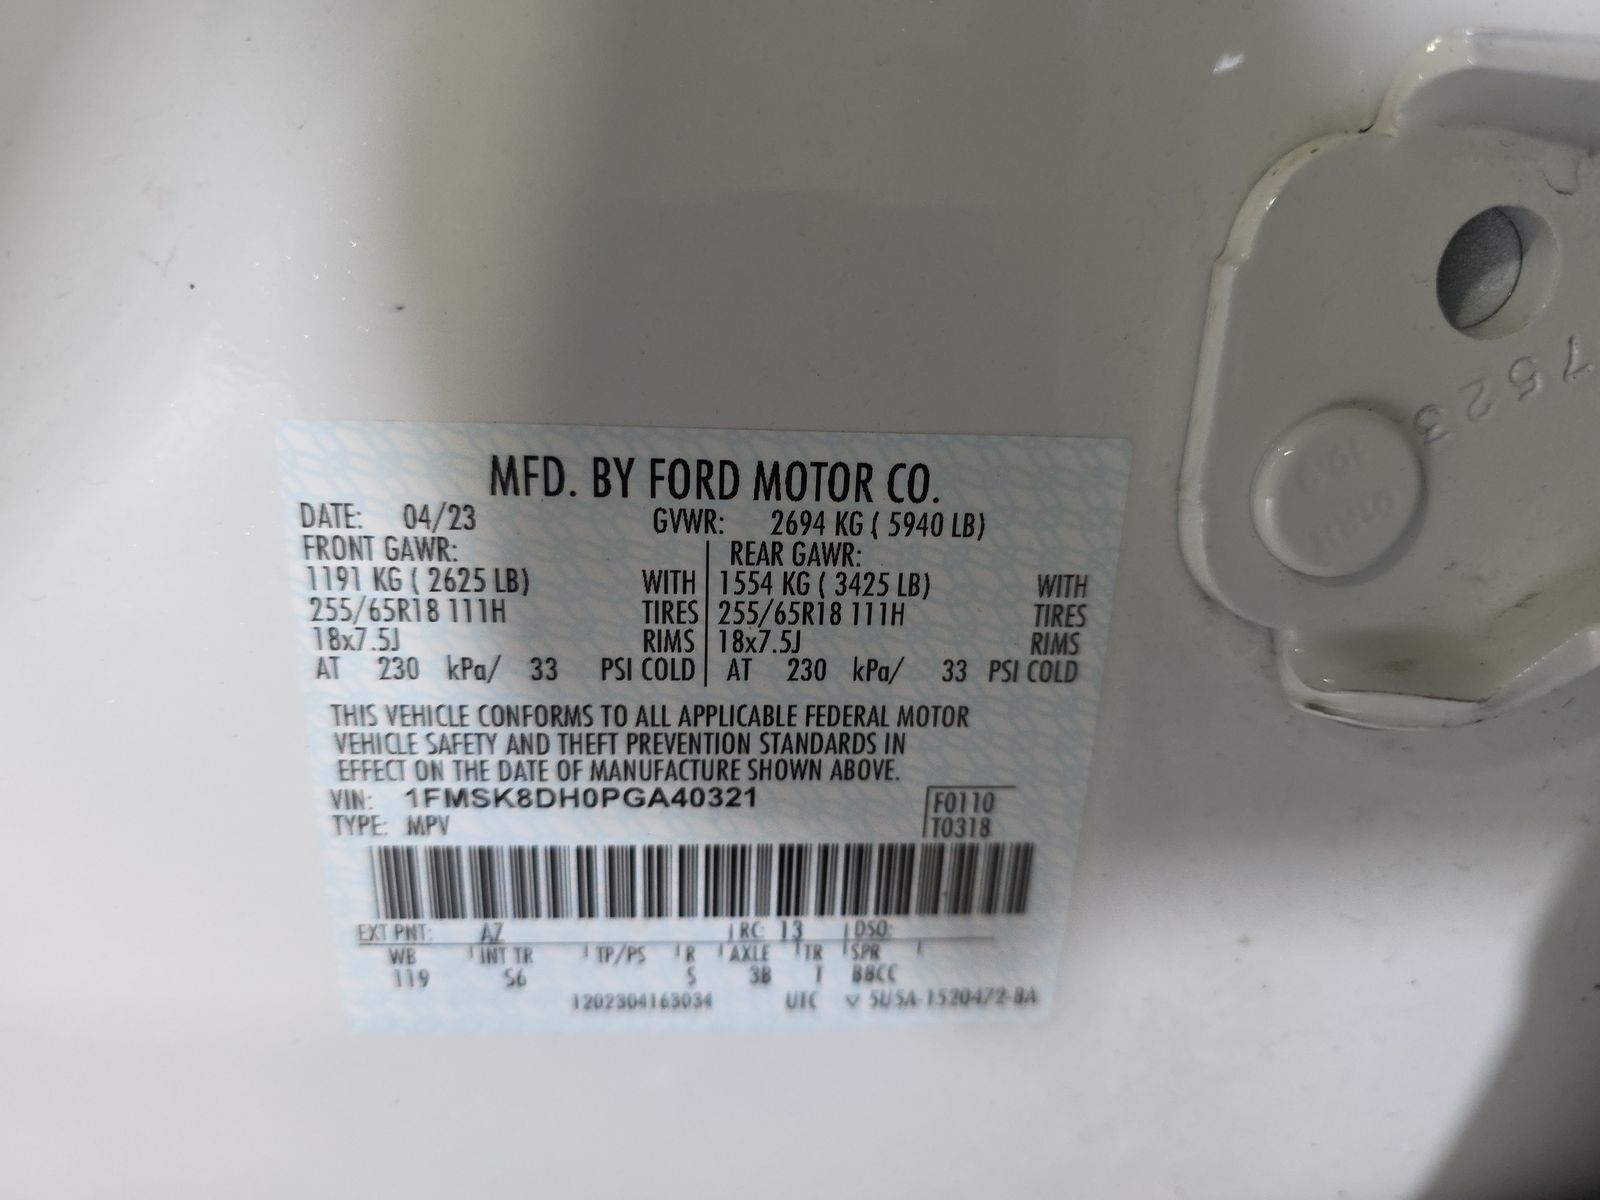 MFD. BY FORD MOTOR CO.
DATE: 04/23 GVWR: 2694 KG ( 5940 LB)
FRONT GAWR: REAR GAWR:
1191 KG ( 2625 LB) WITH 1554 KG ( 3425 LB) WITH
255/65R18 111H TIRES 255/65R18 111H TIRES
18x7.5J RIMS 18x7.5J RIMS
AT 230 kPa/ 33 PSI COLD AT 230 kPa/ 33 PSI COLD
THIS VEHICLE CONFORMS TO ALL APPLICABLE FEDERAL MOTOR
VEHICLE SAFETY AND THEFT PREVENTION STANDARDS IN
EFFECT ON THE DATE OF MANUFACTURE SHOWN ABOVE.
VIN: 1FMSK8DH0PGA40321 F0110
TYPE: MPV T0318
EXT PNT: AZ RC: 13 DSO:
WB INT TR TP/PS R AXLE TR SPR
119 S6 5 3B T BBCC
1202304163034 UTC 5U5A-1520472-BA
7523